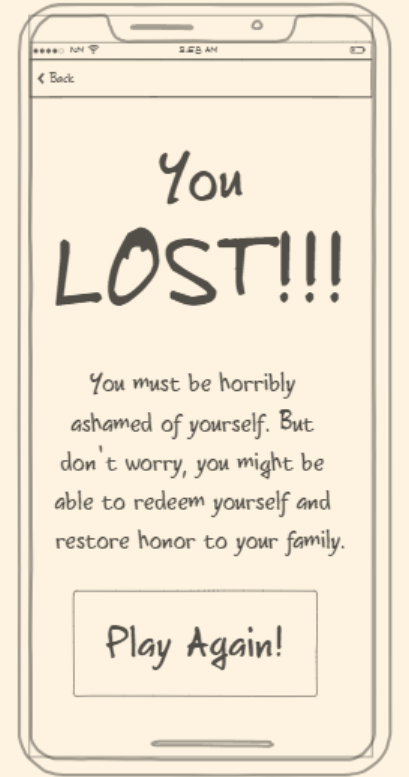 NN
Back
You
LOST!!!
You must be horribly
ashamed of yourself. But
don't worry, you might be
able to redeem yourself and
restore honor to your family.
Play Again!